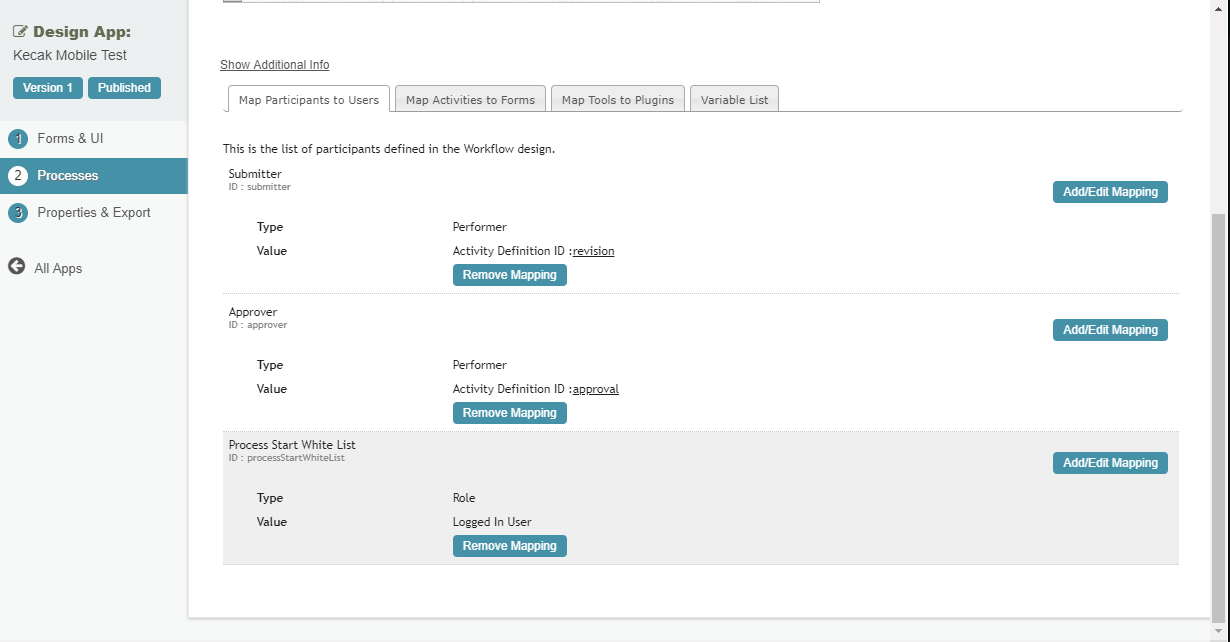 Design App:
Kecak Mobile Test
Version 1 Published
1 Forms & UI
2 Processes
3 Properties & Export
All Apps
Show Additional Info
Map Participants to Users Map Activities to Forms Map Tools to Plugins Variable List
This is the list of participants defined in the Workflow design.
Submitter
ID : submitter
Add/Edit Mapping
Type Performer
Value Activity Definition ID :revision
Remove Mapping
Approver
ID : approver
Add/Edit Mapping
Type Performer
Value Activity Definition ID :approval
Remove Mapping
Process Start White List
ID : processStartWhiteList
Add/Edit Mapping
Type Role
Value Logged In User
Remove Mapping